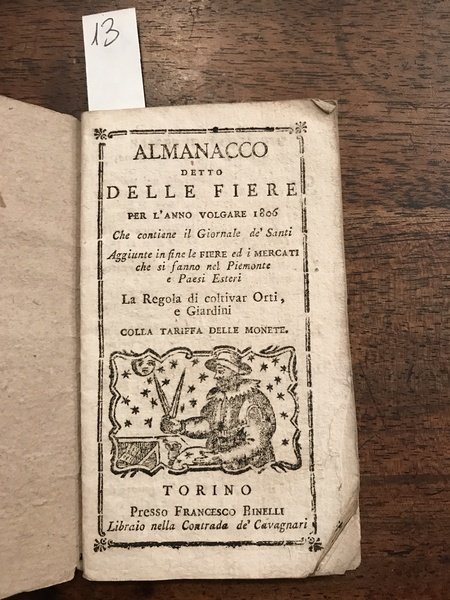 13
ALMANACCO
DETTO
DELLE FIERE
PER L'ANNO VOLGARE 1806
Che contiene il Giornale de' Santi
Aggiunte in fine le FIERE ed i MERCATI
che si fanno nel Piemonte
e Paesi Esteri
La Regola di coltivar Orti,
e Giardini
COLLA TARIFFA DELLE MONETE.
TORINO
Presso FRANCESCO BINELLI
Libraio nella Contrada de' Cavagnari